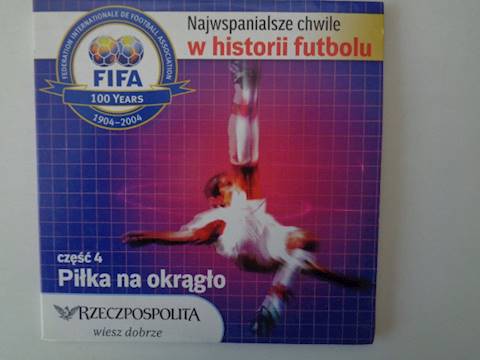 FEDERATION INTERNATIONALE DE FOOTBALL ASSOCIATION
FIFA
100 YEARS
1904-2004
Najwspanialsze chwile
w historii futbolu
część 4
Piłka na okrągło
RZECZPOSPOLITA
wiesz dobrze